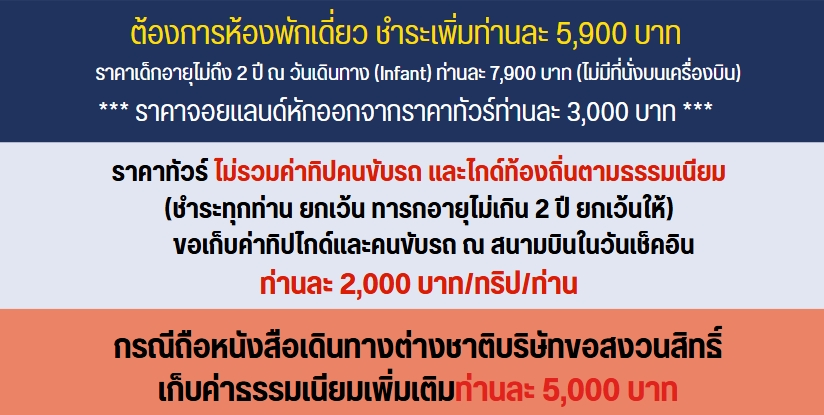 ต้องการห้องพักเดี่ยว ชำระเพิ่มท่านละ 5,900 บาท
ราคาเด็กอายุไม่ถึง 2 ปี ณ วันเดินทาง (Infant) ท่านละ 7,900 บาท (ไม่มีที่นั่งบนเครื่องบิน)
*** ราคาจอยแลนด์หักออกจากราคาทัวร์ท่านละ 3,000 บาท ***
ราคาทัวร์ ไม่รวมค่าทิปคนขับรถ และไกด์ท้องถิ่นตามธรรมเนียม
(ชำระทุกท่าน ยกเว้น ทารกอายุไม่เกิน 2 ปี ยกเว้นให้)
ขอเก็บค่าทิปไกด์และคนขับรถ ณ สนามบินในวันเช็คอิน
ท่านละ 2,000 บาท/ทริป/ท่าน
กรณีถือหนังสือเดินทางต่างชาติบริษัทขอสงวนสิทธิ์
เก็บค่าธรรมเนียมเพิ่มเติมท่านละ 5,000 บาท